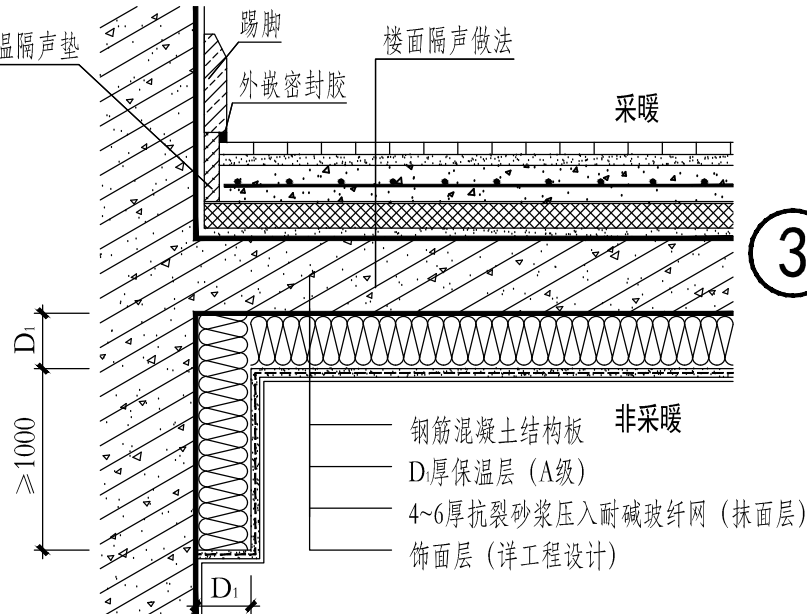 踢脚
温隔声垫
楼面隔声做法
外嵌密封胶
采暖
3
D₁
≥1000
非采暖
钢筋混凝土结构板
D₁厚保温层（A级）
4~6厚抗裂砂浆压入耐碱玻纤网（抹面层）
饰面层（详工程设计）
D₁